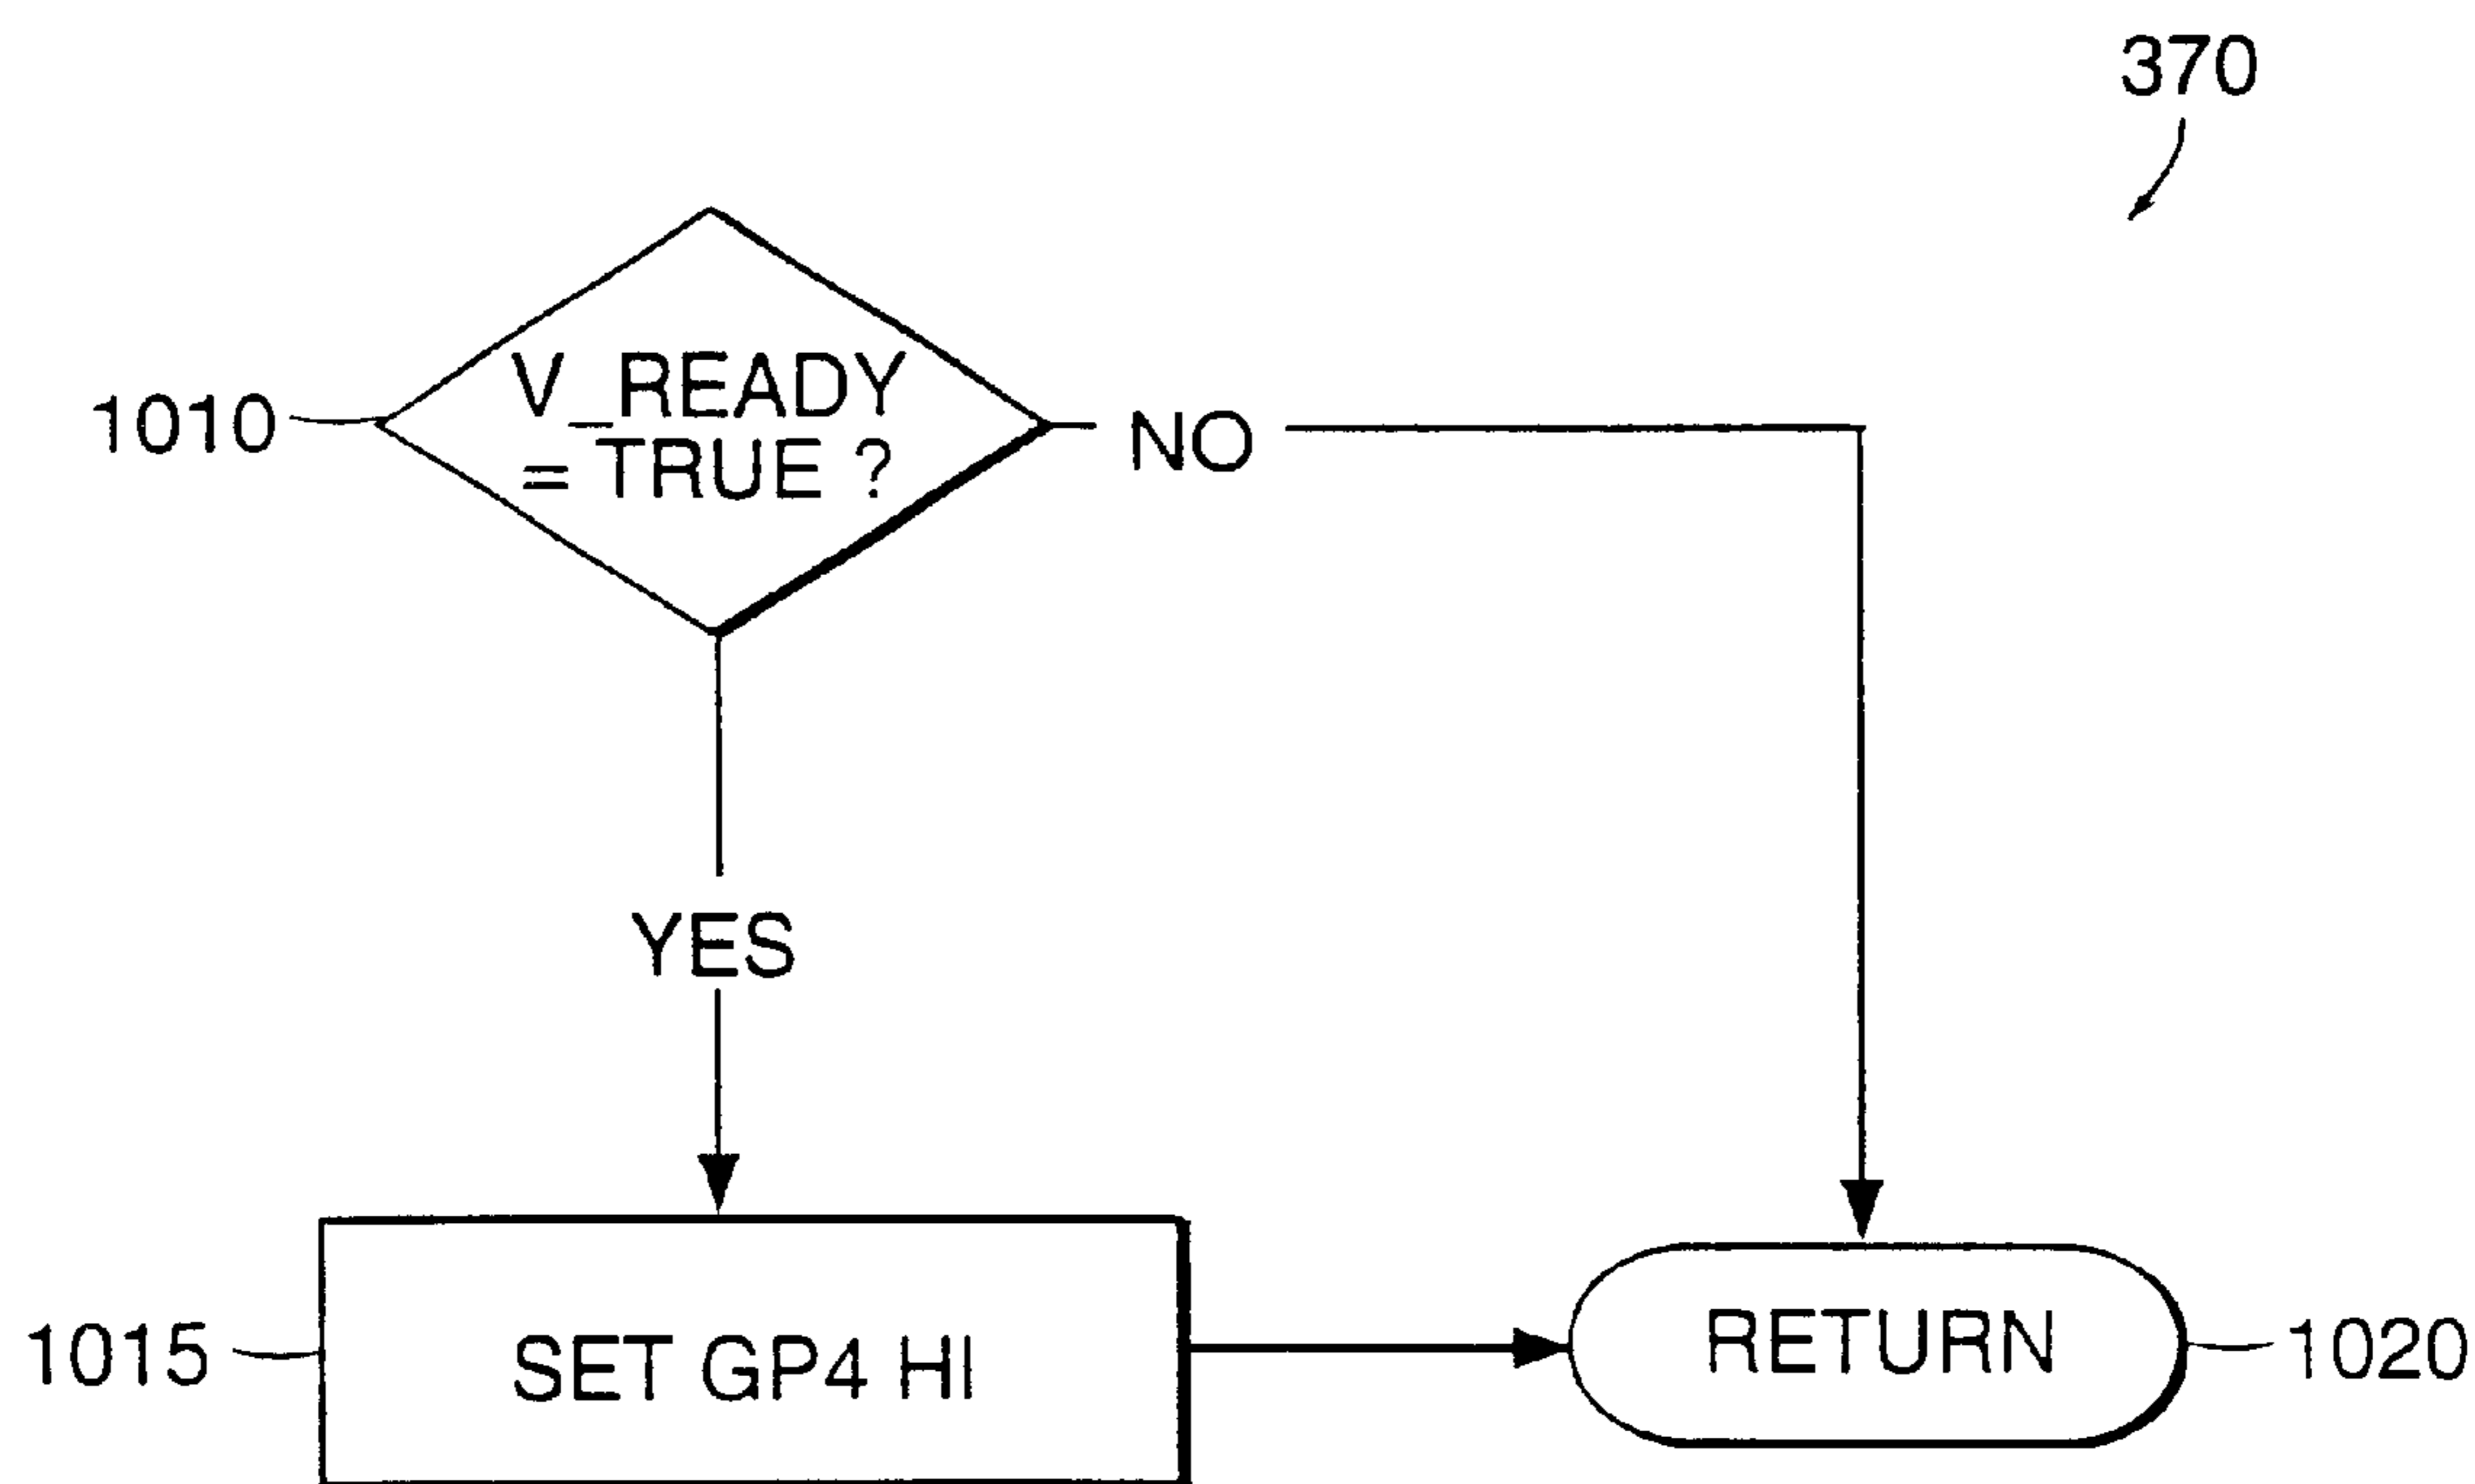 370
1010
V_READY
= TRUE ?
NO
YES
1015
SET GP4 HI
RETURN
1020